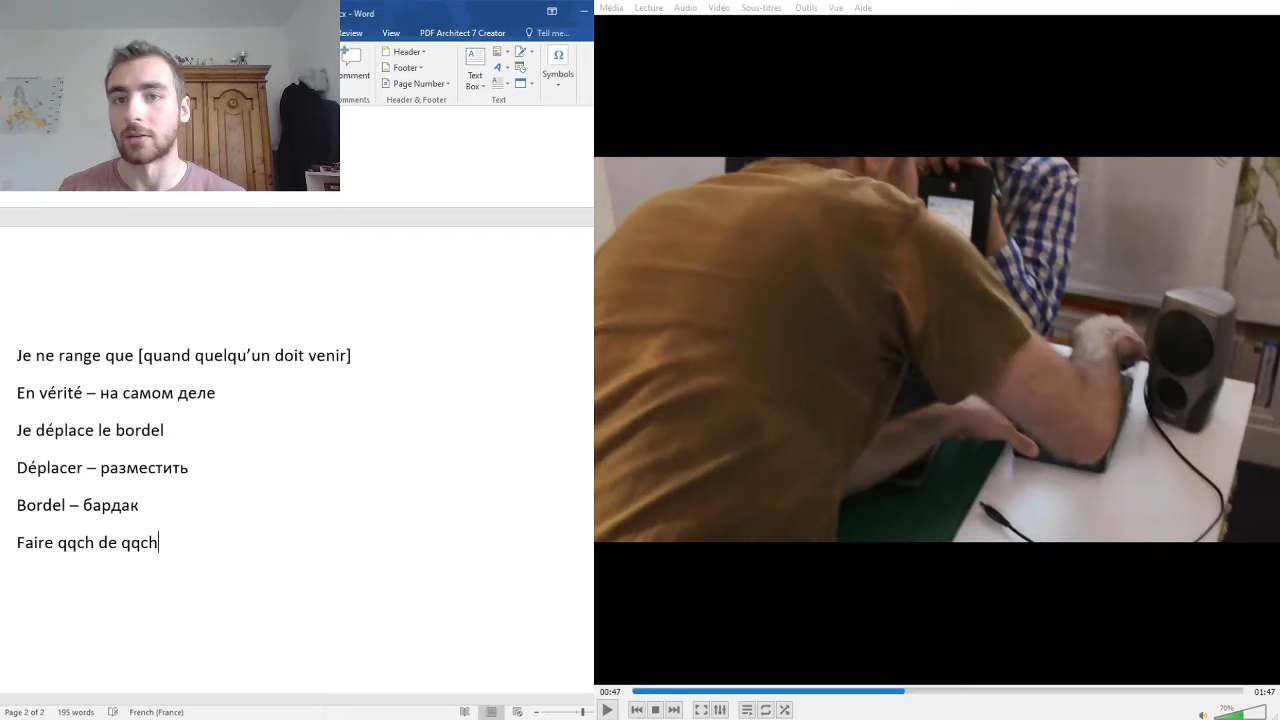 cx - Word
Review View PDF Architect 7 Creator Tell me...
omment
Header
Footer
Page Number
Text
Box
Symbols
mments
Header & Footer
Text
Je ne range que [quand quelqu’un doit venir]
En vérité – на самом деле
Je déplace le bordel
Déplacer – разместить
Bordel – бардак
Faire qqch de qqch
Page 2 of 2 195 words French (France)
Média Lecture Audio Vidéo Sous-titres Outils Vue Aide
00:47
01:47
70%